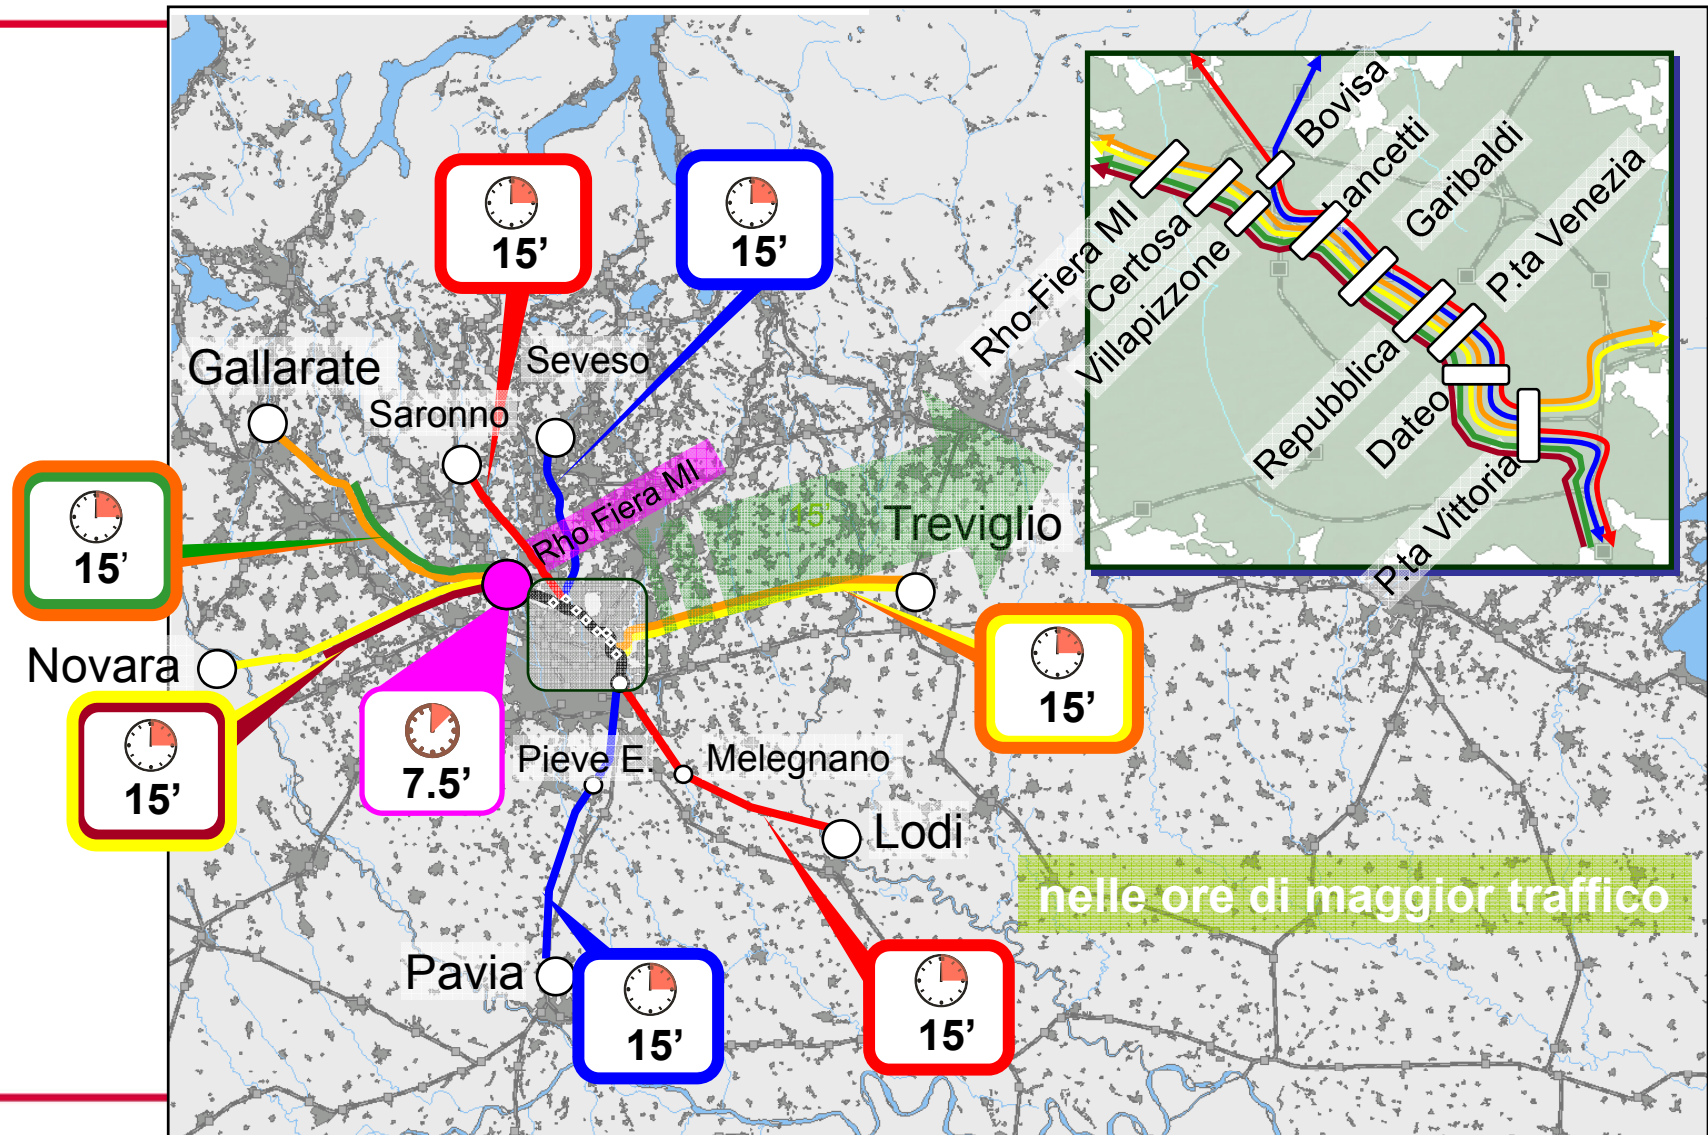 15’
15’
Seveso
Gallarate
Saronno
Rho Fiera MI
15’
15’
Treviglio
Novara
15’
7.5’
15’
Pieve E.
Melegnano
Lodi
Pavia
15’
15’
nelle ore di maggior traffico
Bovisa
Lancetti
Garibaldi
P.ta Venezia
Rho-Fiera MI
Certosa
Villapizzone
Repubblica
Dateo
P.ta Vittoria